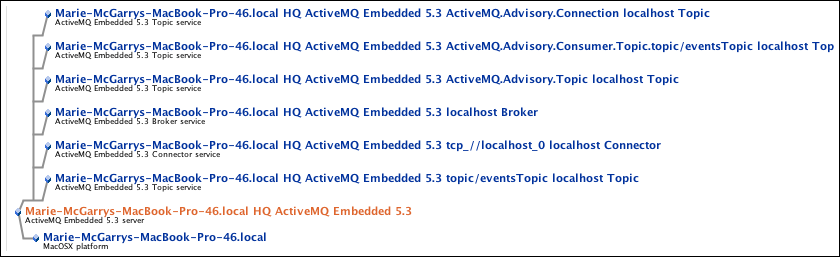 Marie-McGarrys-MacBook-Pro-46.local HQ ActiveMQ Embedded 5.3 ActiveMQ.Advisory.Connection localhost Topic
ActiveMQ Embedded 5.3 Topic service
Marie-McGarrys-MacBook-Pro-46.local HQ ActiveMQ Embedded 5.3 ActiveMQ.Advisory.Consumer.Topic.topic/eventsTopic localhost Top
ActiveMQ Embedded 5.3 Topic service
Marie-McGarrys-MacBook-Pro-46.local HQ ActiveMQ Embedded 5.3 ActiveMQ.Advisory.Topic localhost Topic
ActiveMQ Embedded 5.3 Topic service
Marie-McGarrys-MacBook-Pro-46.local HQ ActiveMQ Embedded 5.3 localhost Broker
ActiveMQ Embedded 5.3 Broker service
Marie-McGarrys-MacBook-Pro-46.local HQ ActiveMQ Embedded 5.3 tcp_//localhost_0 localhost Connector
ActiveMQ Embedded 5.3 Connector service
Marie-McGarrys-MacBook-Pro-46.local HQ ActiveMQ Embedded 5.3 topic/eventsTopic localhost Topic
ActiveMQ Embedded 5.3 Topic service
Marie-McGarrys-MacBook-Pro-46.local HQ ActiveMQ Embedded 5.3
ActiveMQ Embedded 5.3 server
Marie-McGarrys-MacBook-Pro-46.local
MacOSX platform